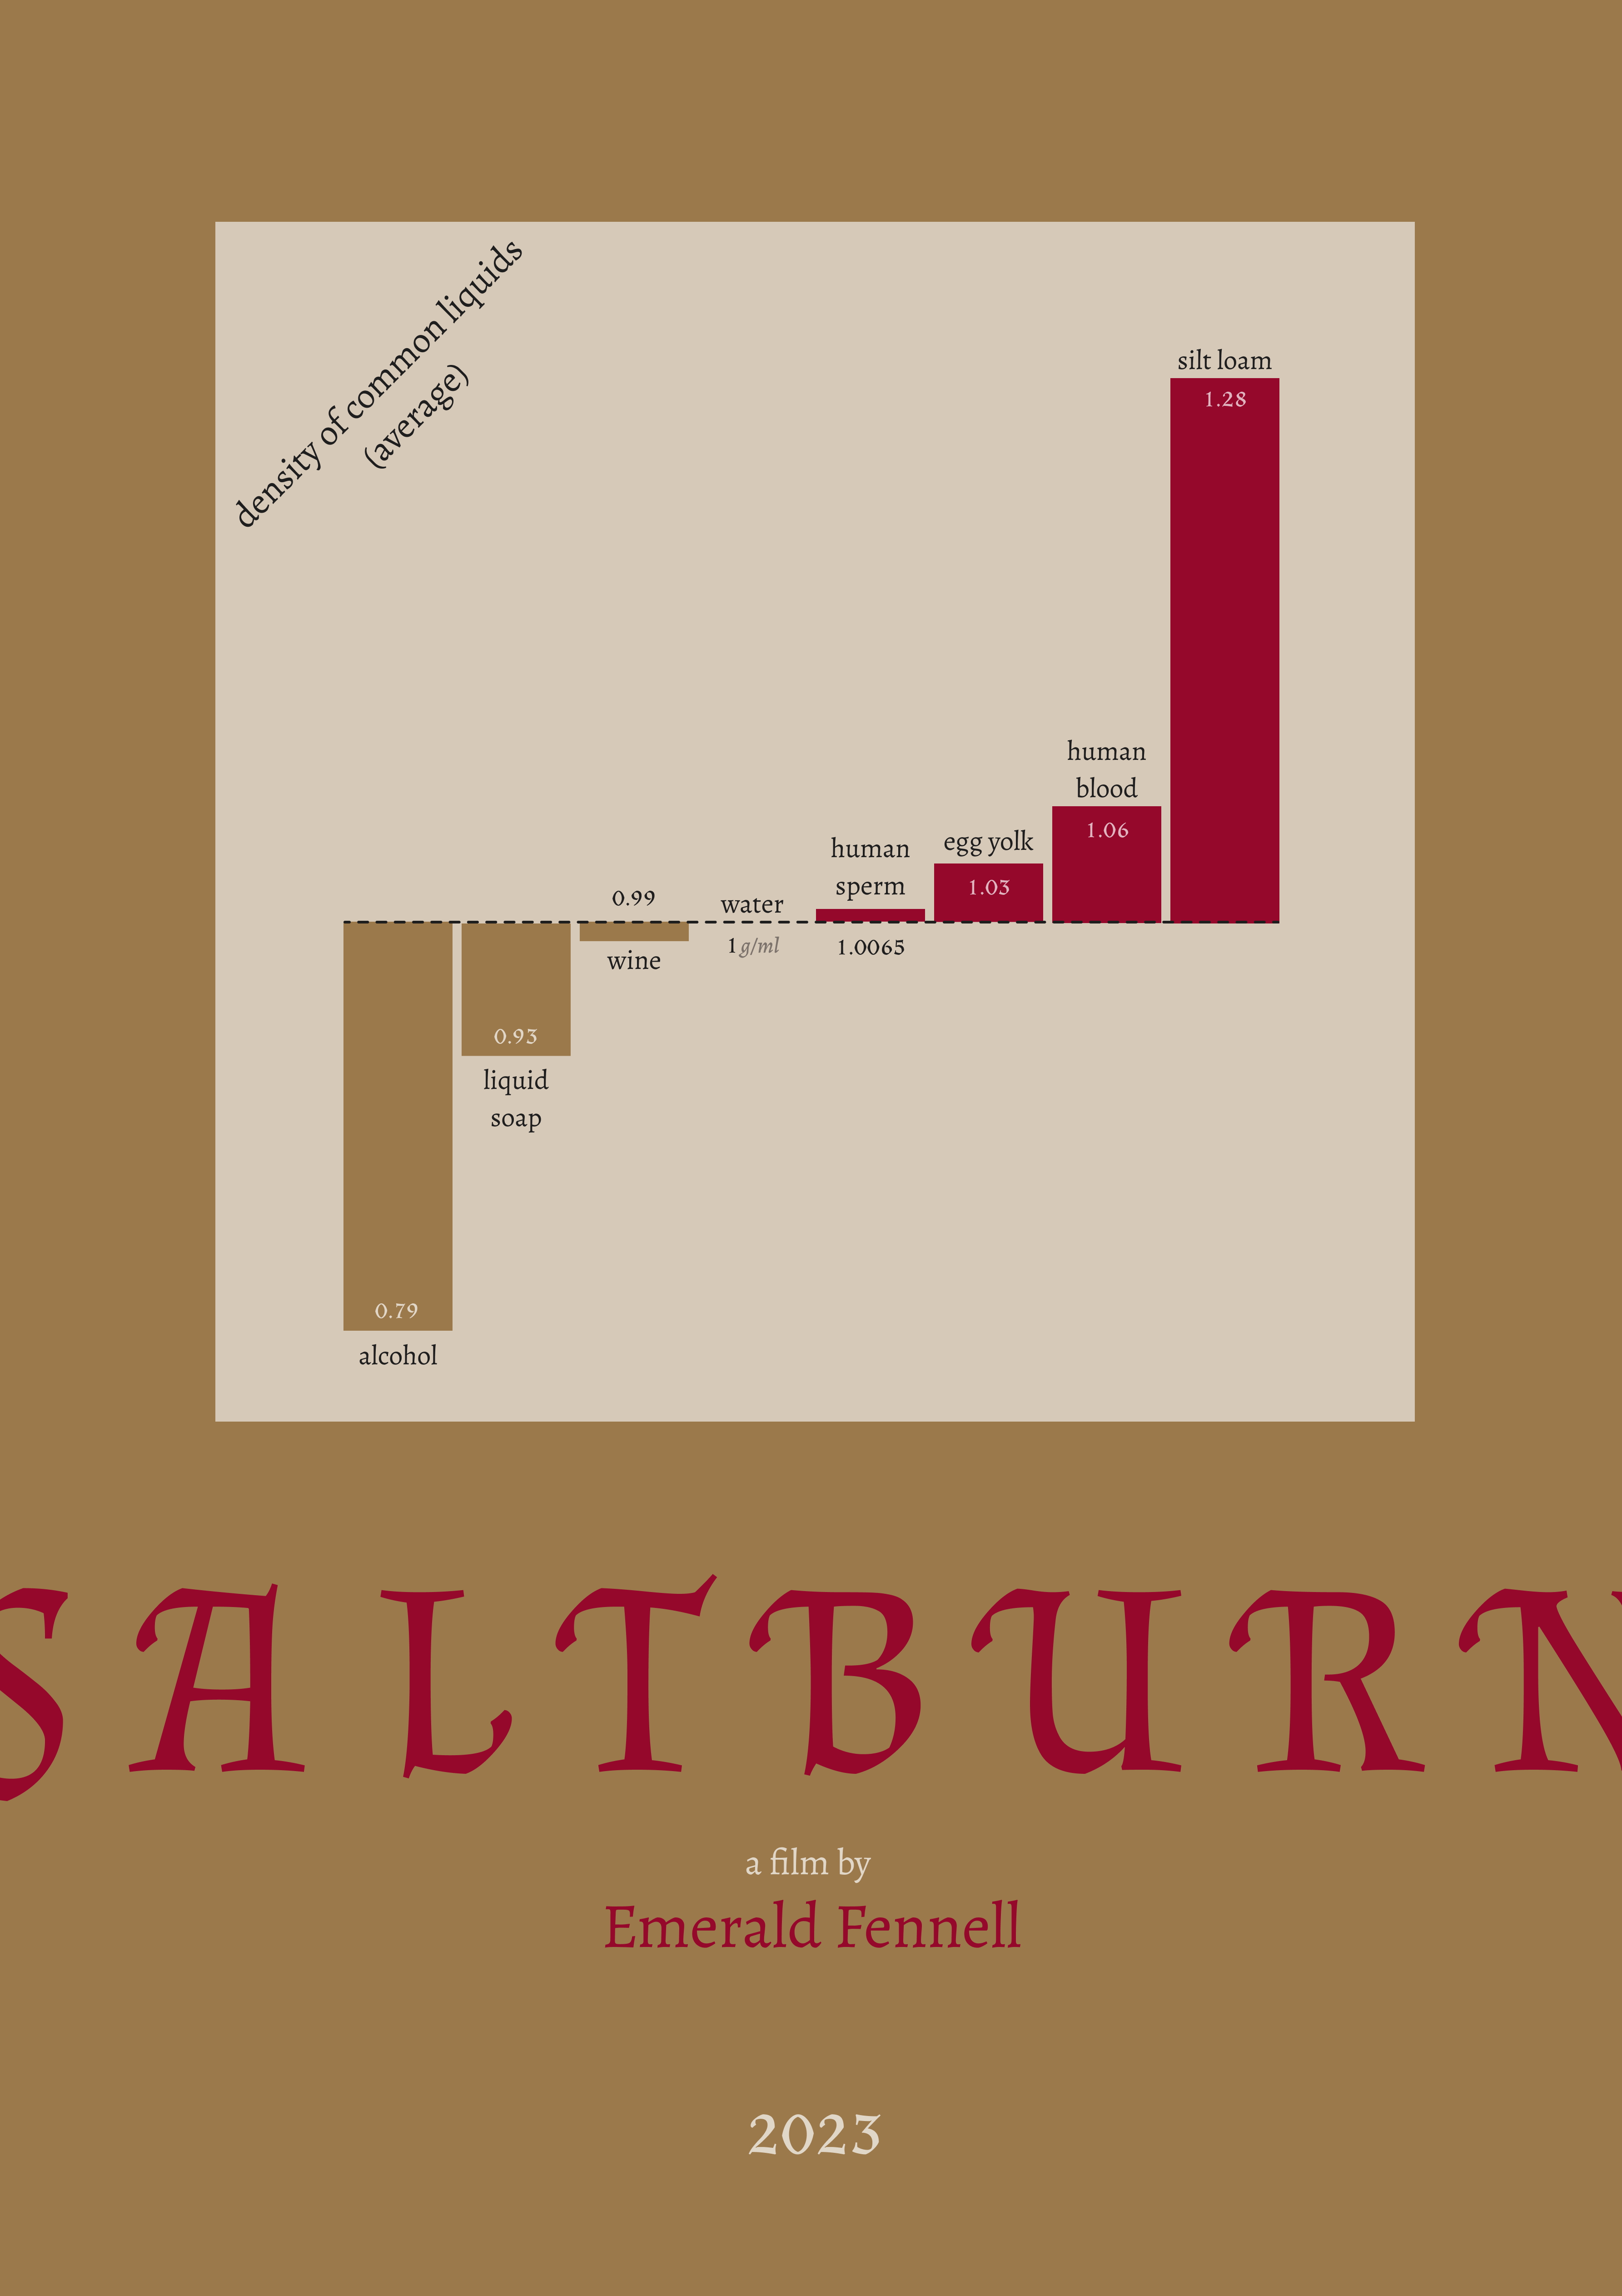 density of common liquids
(average)
silt loam
1.28
human
blood
1.06
egg yolk
1.03
human
sperm
1.0065
water
1 g/ml
0.99
wine
0.93
liquid
soap
0.79
alcohol
SALTBURN
a film by
Emerald Fennell
2023